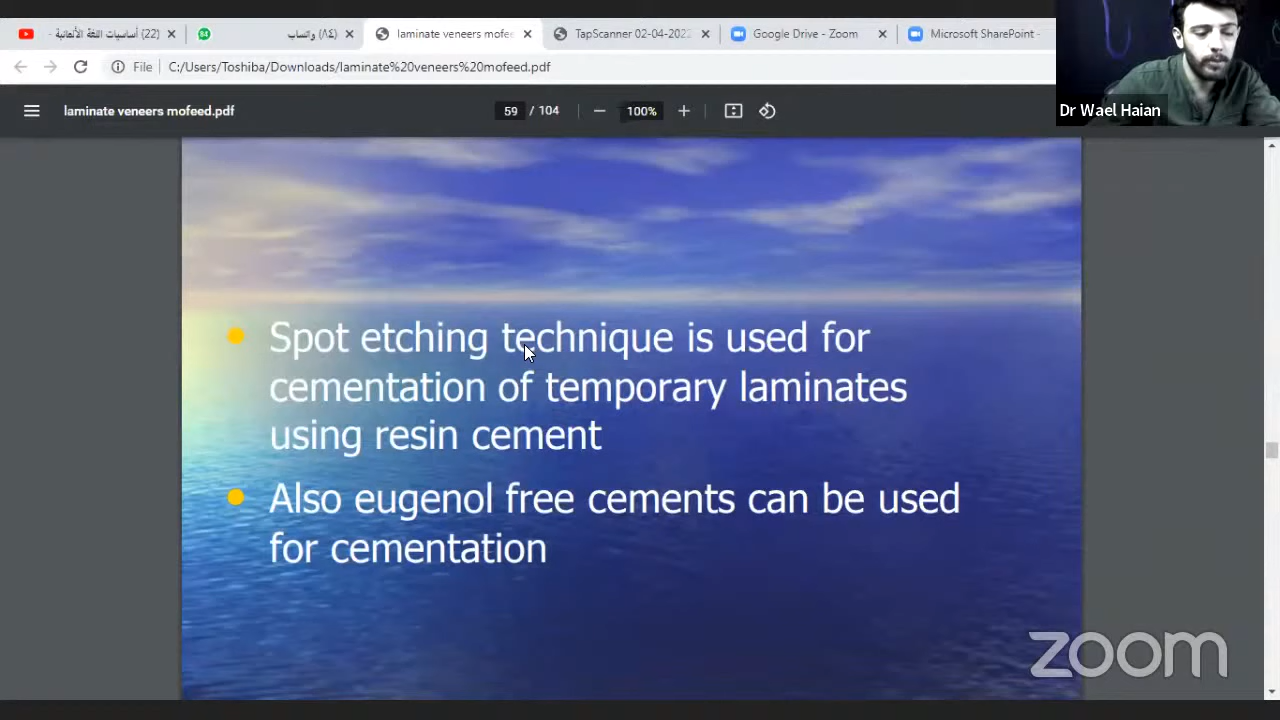 (22) أساسيات اللغة الألمانية -
(٨٤) واتساب
laminate veneers mofee
TapScanner 02-04-202
Google Drive - Zoom
Microsoft SharePoint -
File
C:/Users/Toshiba/Downloads/laminate%20veneers%20mofeed.pdf
laminate veneers mofeed.pdf
59 / 104
100%
Dr Wael Haian
Spot etching technique is used for
cementation of temporary laminates
using resin cement
Also eugenol free cements can be used
for cementation
zoom